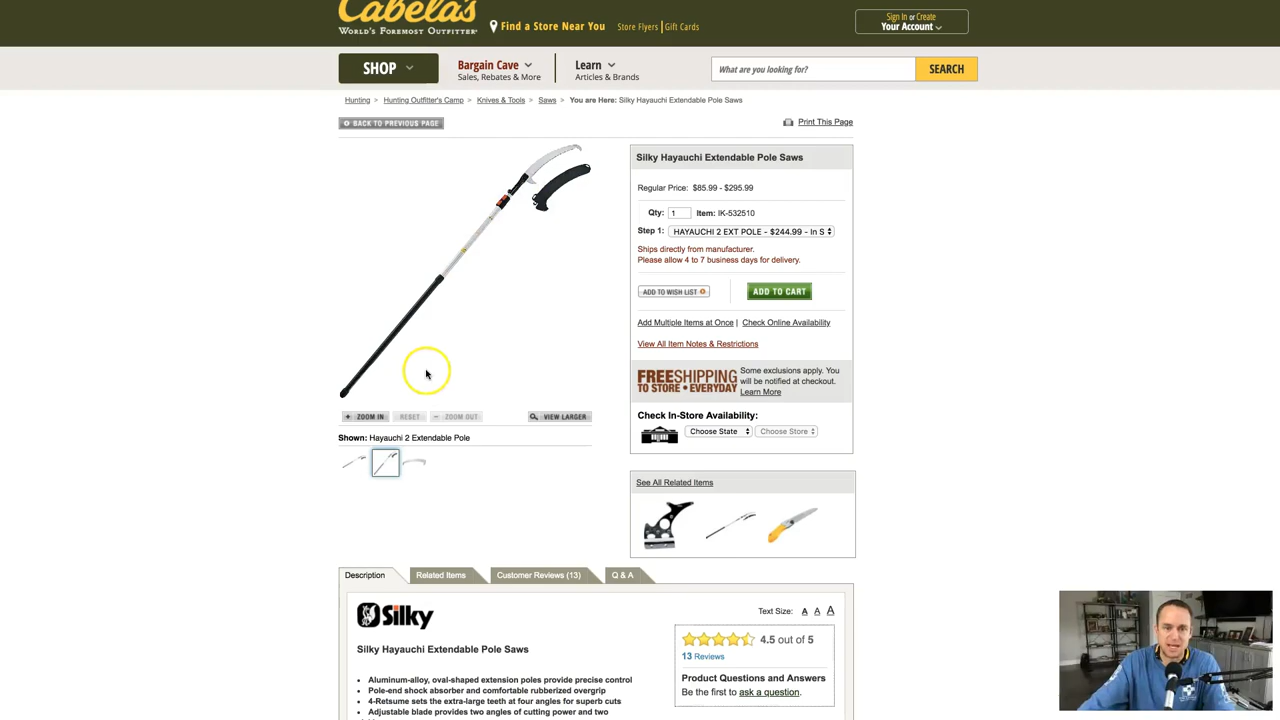 Cabela's
WORLD'S FOREMOST OUTFITTER
Find a Store Near You
Store Flyers | Gift Cards
Sign In or Create
Your Account
SHOP
Bargain Cave
Sales, Rebates & More
Learn
Articles & Brands
What are you looking for?
SEARCH
Hunting > Hunting Outfitter's Camp > Knives & Tools > Saws > You are Here: Silky Hayauchi Extendable Pole Saws
BACK TO PREVIOUS PAGE
Print This Page
Silky Hayauchi Extendable Pole Saws
Regular Price: $85.99 - $295.99
Qty: 1 Item: IK-532510
Step 1: HAYAUCHI 2 EXT POLE - $244.99 - In S
Ships directly from manufacturer.
Please allow 4 to 7 business days for delivery.
ADD TO WISH LIST
ADD TO CART
Add Multiple Items at Once | Check Online Availability
View All Item Notes & Restrictions
FREE SHIPPING
TO STORE • EVERYDAY
Some exclusions apply. You
will be notified at checkout.
Learn More
Check In-Store Availability:
Choose State
Choose Store
ZOOM IN
RESET
ZOOM OUT
VIEW LARGER
Shown: Hayauchi 2 Extendable Pole
See All Related Items
Description
Related Items
Customer Reviews (13)
Q & A
Silky
Text Size: A A A
Silky Hayauchi Extendable Pole Saws
4.5 out of 5
13 Reviews
Product Questions and Answers
Be the first to ask a question.
• Aluminum-alloy, oval-shaped extension poles provide precise control
• Pole-end shock absorber and comfortable rubberized overgrip
• 4-Retsume sets the extra-large teeth at four angles for superb cuts
• Adjustable blade provides two angles of cutting power and two